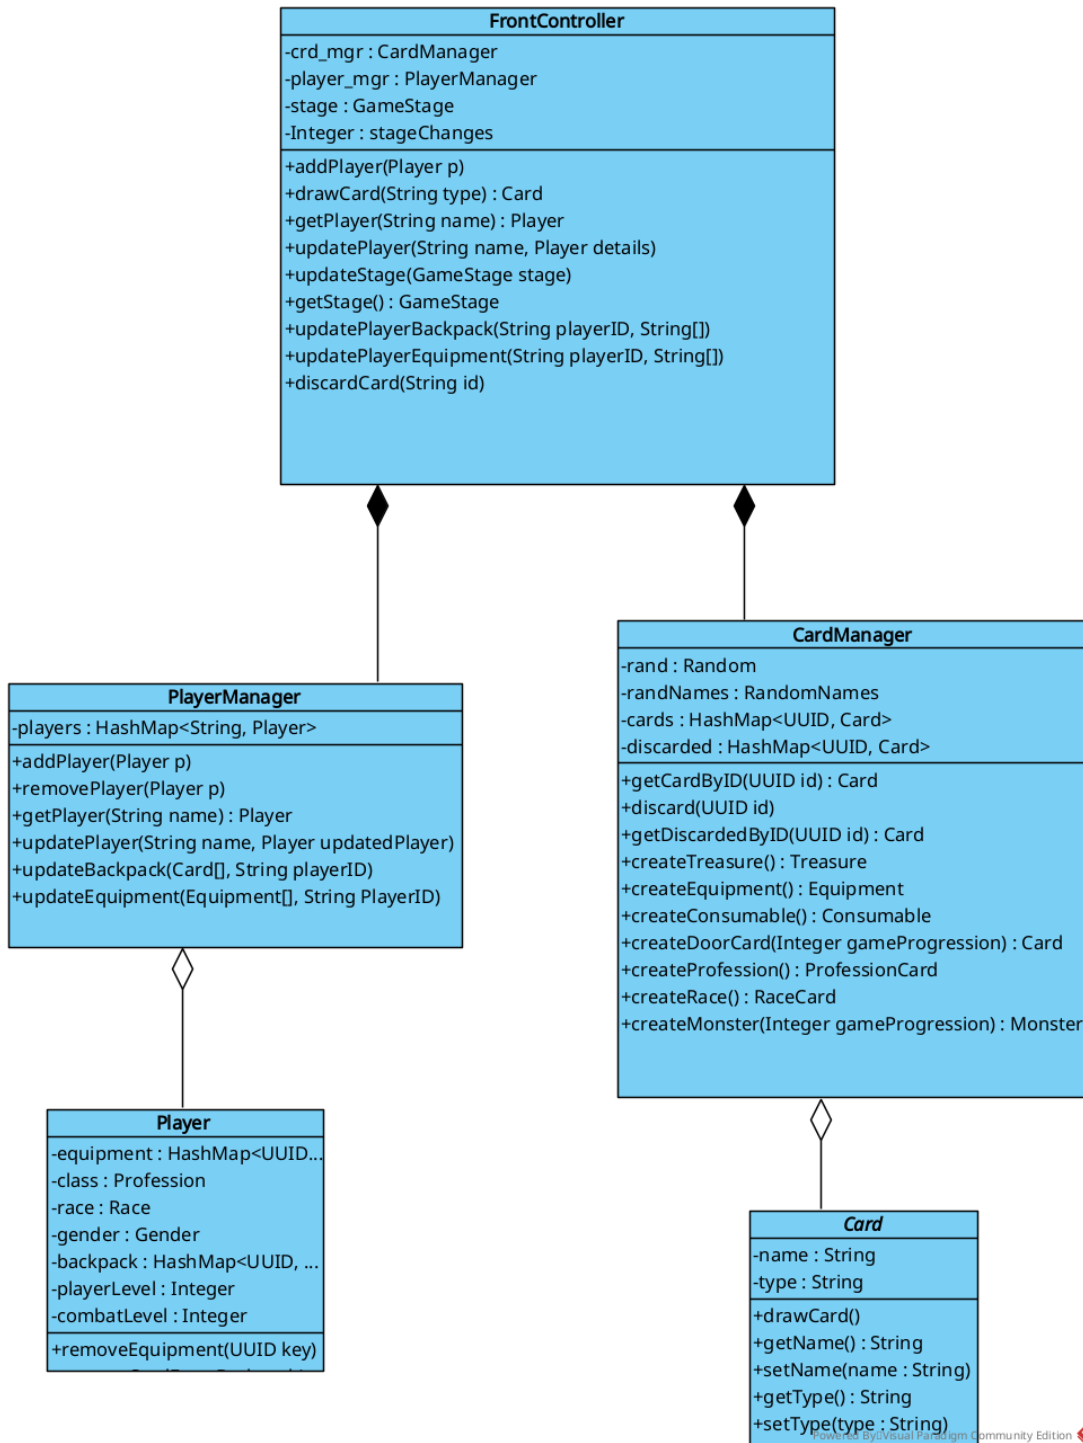 FrontController
-crd_mgr : CardManager
-player_mgr : PlayerManager
-stage : GameStage
-Integer : stageChanges
+addPlayer(Player p)
+drawCard(String type) : Card
+getPlayer(String name) : Player
+updatePlayer(String name, Player details)
+updateStage(GameStage stage)
+getStage() : GameStage
+updatePlayerBackpack(String playerID, String[])
+updatePlayerEquipment(String playerID, String[])
+discardCard(String id)
PlayerManager
-players : HashMap<String, Player>
+addPlayer(Player p)
+removePlayer(Player p)
+getPlayer(String name) : Player
+updatePlayer(String name, Player updatedPlayer)
+updateBackpack(Card[], String playerID)
+updateEquipment(Equipment[], String PlayerID)
CardManager
-rand : Random
-randNames : RandomNames
-cards : HashMap<UUID, Card>
-discarded : HashMap<UUID, Card>
+getCardByID(UUID id) : Card
+discard(UUID id)
+getDiscardedByID(UUID id) : Card
+createTreasure() : Treasure
+createEquipment() : Equipment
+createConsumable() : Consumable
+createDoorCard(Integer gameProgression) : Card
+createProfession() : ProfessionCard
+createRace() : RaceCard
+createMonster(Integer gameProgression) : Monster
Player
-equipment : HashMap<UUID...
-class : Profession
-race : Race
-gender : Gender
-backpack : HashMap<UUID, ...
-playerLevel : Integer
-combatLevel : Integer
+removeEquipment(UUID key)
Card
-name : String
-type : String
+drawCard()
+getName() : String
+setName(name : String)
+getType() : String
+setType(type : String)
Powered By Visual Paradigm Community Edition